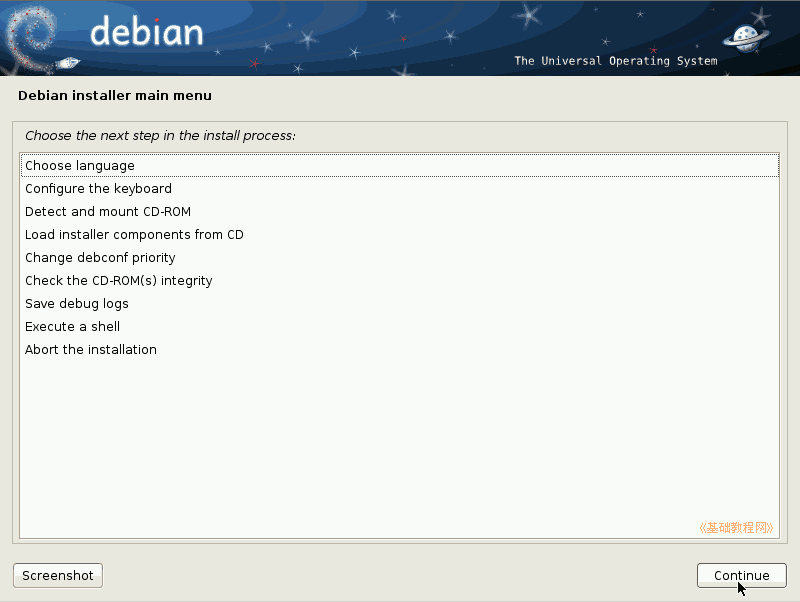 debian
The Universal Operating System
Debian installer main menu
Choose the next step in the install process:
Choose language
Configure the keyboard
Detect and mount CD-ROM
Load installer components from CD
Change debconf priority
Check the CD-ROM(s) integrity
Save debug logs
Execute a shell
Abort the installation
《基础教程网》
Screenshot
Continue